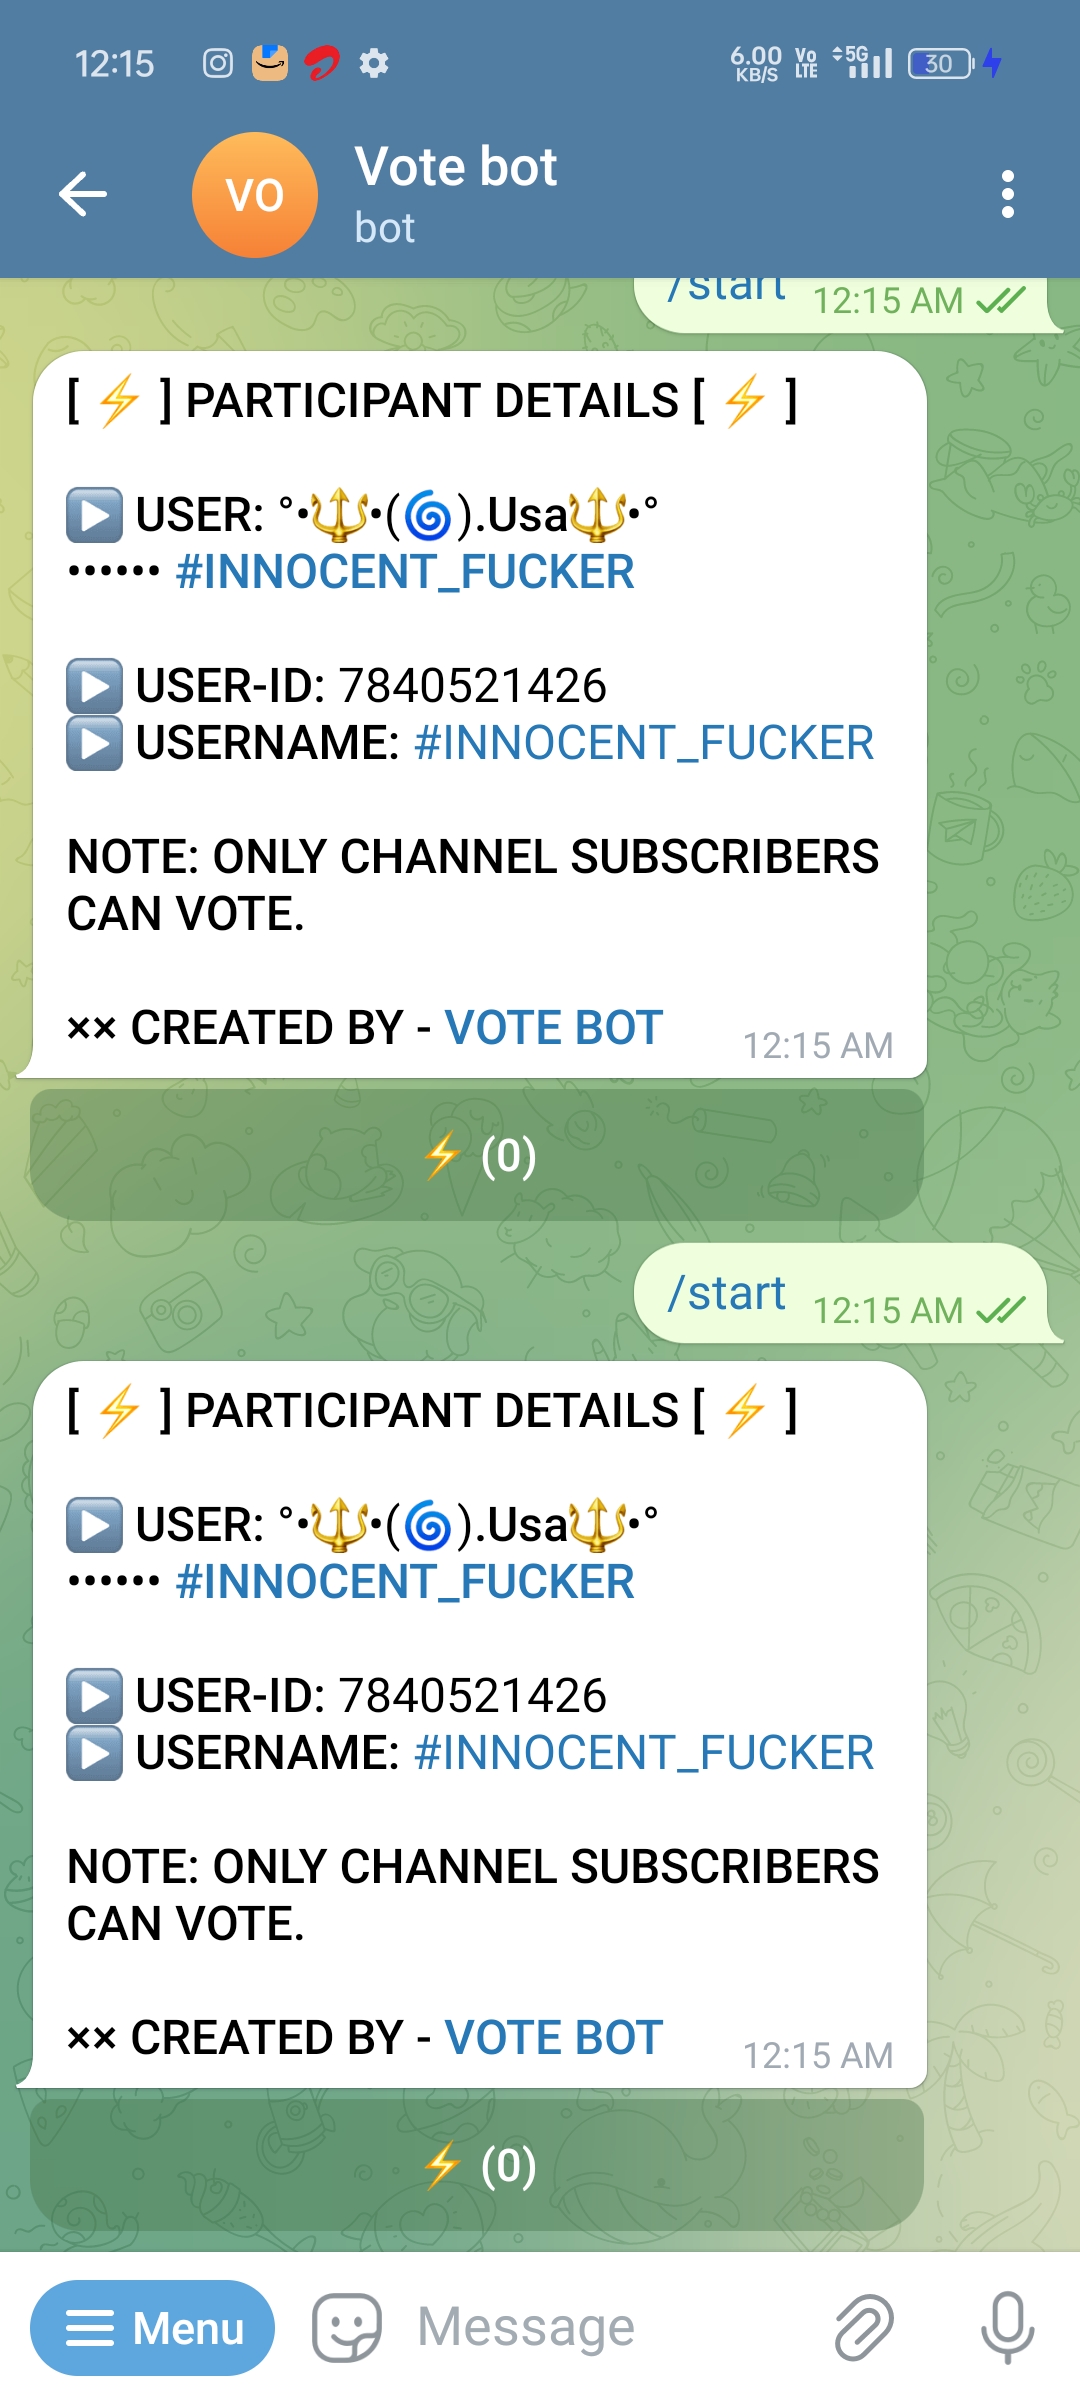 12:15 6.00 KB/S Vo LTE 5G 30
VO Vote bot
bot
/start 12:15 AM
[ ⚡ ] PARTICIPANT DETAILS [ ⚡ ]
▶️ USER: °•🔱•(🌀).Usa🔱•°
•••••• #INNOCENT_FUCKER
▶️ USER-ID: 7840521426
▶️ USERNAME: #INNOCENT_FUCKER
NOTE: ONLY CHANNEL SUBSCRIBERS
CAN VOTE.
×× CREATED BY - VOTE BOT 12:15 AM
⚡ (0)
/start 12:15 AM
[ ⚡ ] PARTICIPANT DETAILS [ ⚡ ]
▶️ USER: °•🔱•(🌀).Usa🔱•°
•••••• #INNOCENT_FUCKER
▶️ USER-ID: 7840521426
▶️ USERNAME: #INNOCENT_FUCKER
NOTE: ONLY CHANNEL SUBSCRIBERS
CAN VOTE.
×× CREATED BY - VOTE BOT 12:15 AM
⚡ (0)
Menu Message